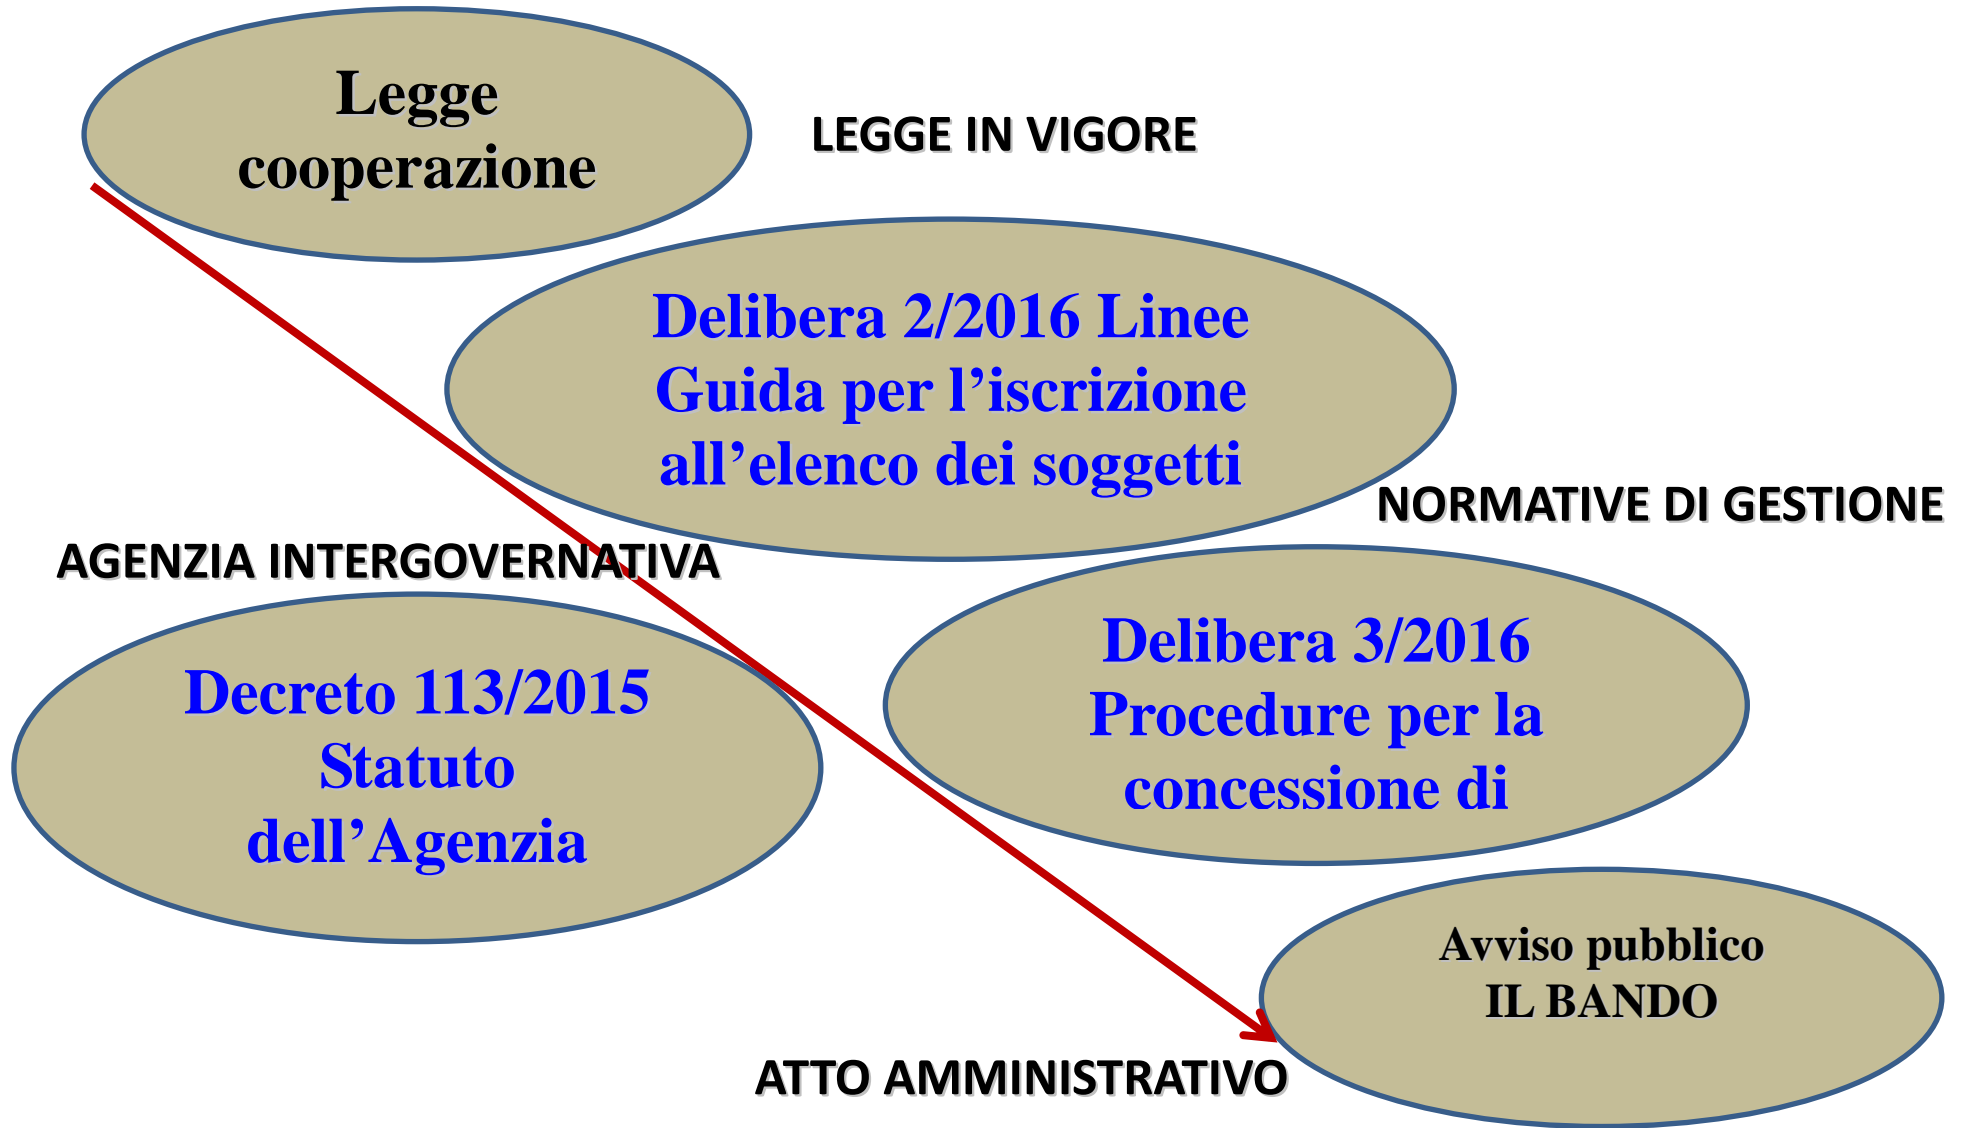 Legge
cooperazione
LEGGE IN VIGORE
Delibera 2/2016 Linee
Guida per l’iscrizione
all’elenco dei soggetti
NORMATIVE DI GESTIONE
AGENZIA INTERGOVERNATIVA
Decreto 113/2015
Statuto
dell’Agenzia
Delibera 3/2016
Procedure per la
concessione di
Avviso pubblico
IL BANDO
ATTO AMMINISTRATIVO